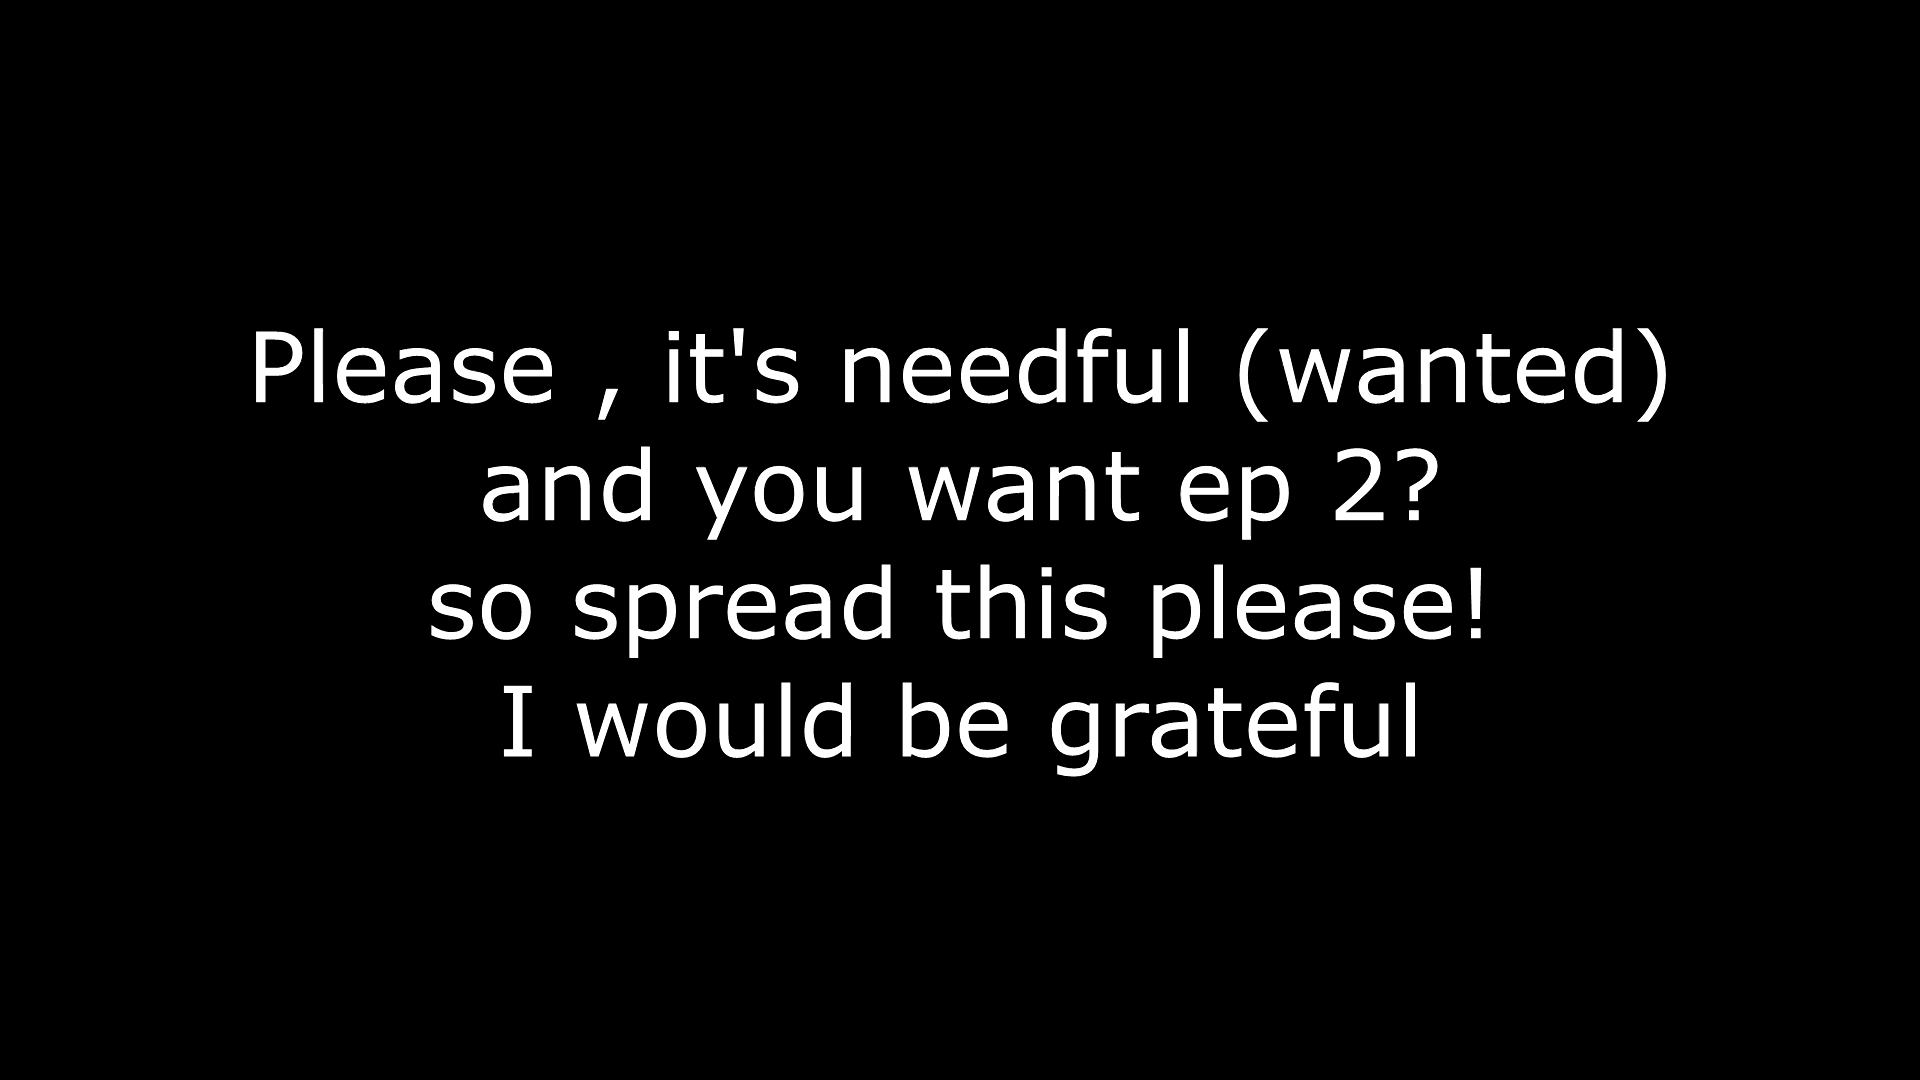 Please , it's needful (wanted)
and you want ep 2?
so spread this please!
I would be grateful